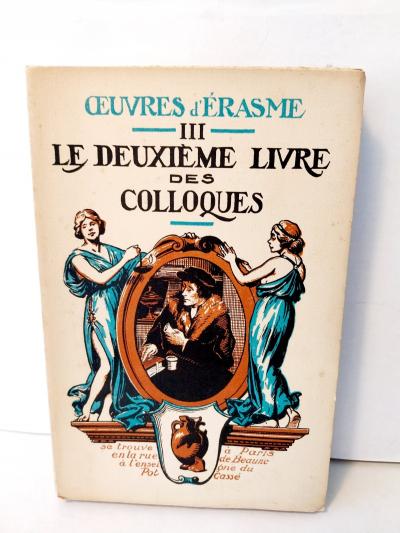 ŒUVRES d'ÉRASME
III
LE DEUXIÈME LIVRE
DES
COLLOQUES
se trouve à Paris
en la rue de Beaune
à l'ensei gne du
Pot Cassé